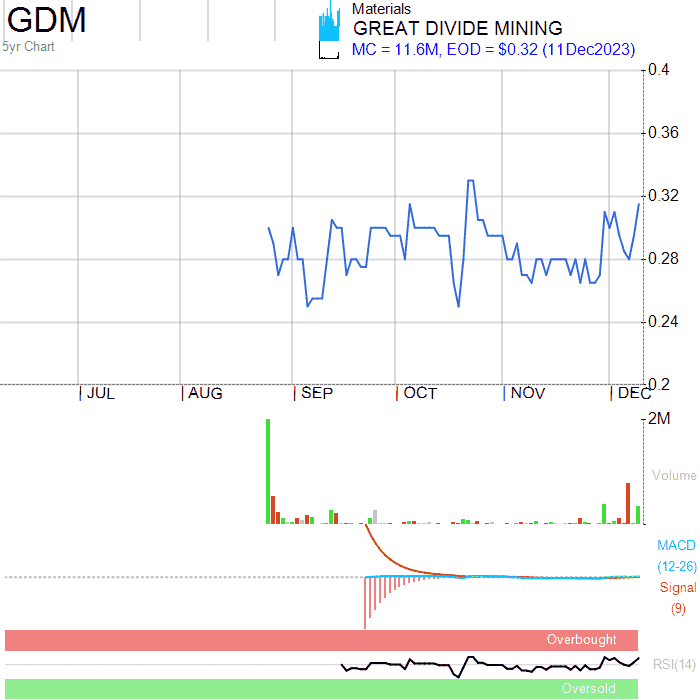 GDM
5yr Chart
Materials
GREAT DIVIDE MINING
MC = 11.6M, EOD = $0.32 (11Dec2023)
0.4
0.36
0.32
0.28
0.24
0.2
JUL AUG SEP OCT NOV DEC
2M
Volume
MACD
(12-26)
Signal
(9)
Overbought
RSI(14)
Oversold